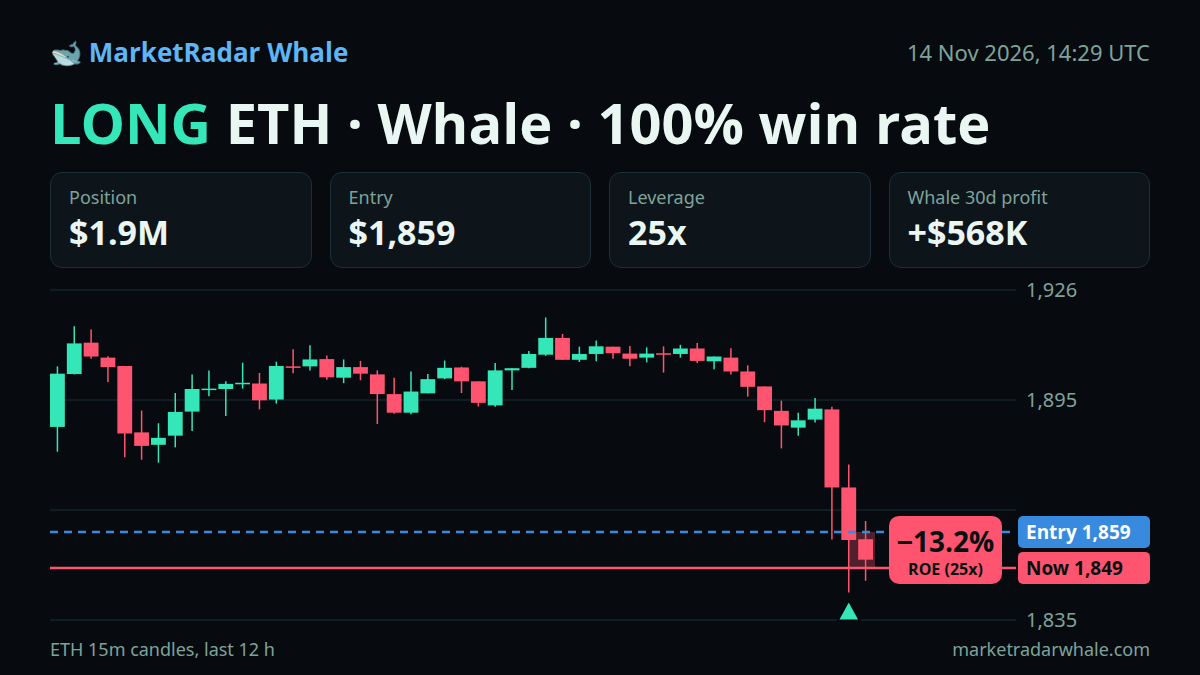 MarketRadar Whale
14 Nov 2026, 14:29 UTC
LONG ETH · Whale · 100% win rate
Position
$1.9M
Entry
$1,859
Leverage
25x
Whale 30d profit
+$568K
1,926
1,895
−13.2%
ROE (25x)
Entry 1,859
Now 1,849
1,835
ETH 15m candles, last 12 h
marketradarwhale.com